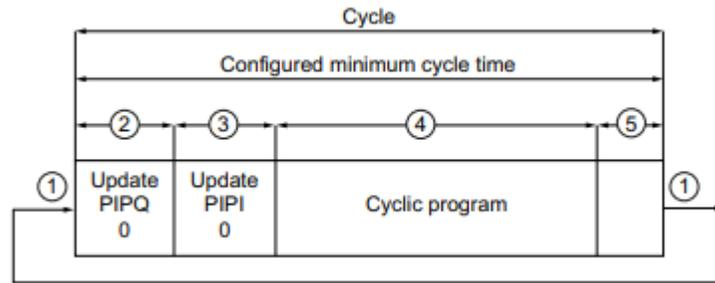 Cycle
Configured minimum cycle time
② ③ ④ ⑤
① Update PIPQ 0
Update PIPI 0
Cyclic program
①